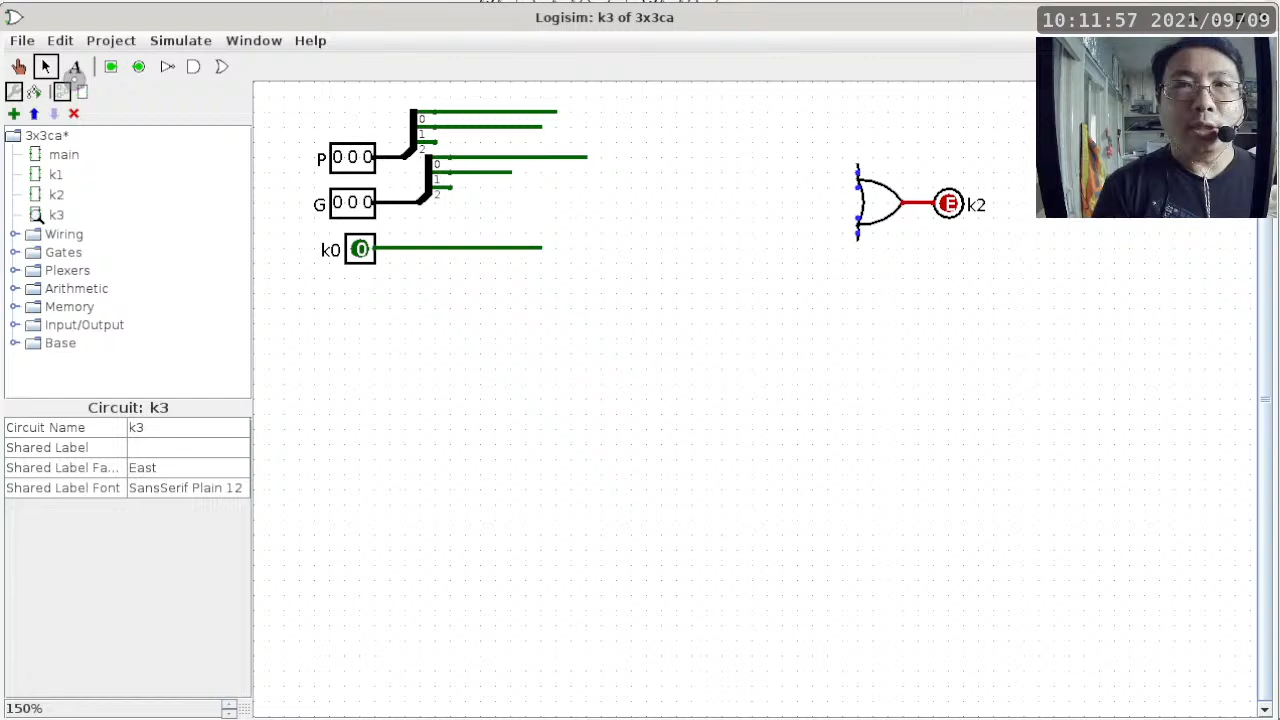 Logisim: k3 of 3x3ca
10:11:57 2021/09/09
File Edit Project Simulate Window Help
A
3x3ca*
main
k1
k2
k3
Wiring
Gates
Plexers
Arithmetic
Memory
Input/Output
Base
Circuit: k3
Circuit Name k3
Shared Label
Shared Label Fa... East
Shared Label Font SansSerif Plain 12
150%
0
1
2
P 0 0 0
0
1
2
G 0 0 0
k0 0
E k2